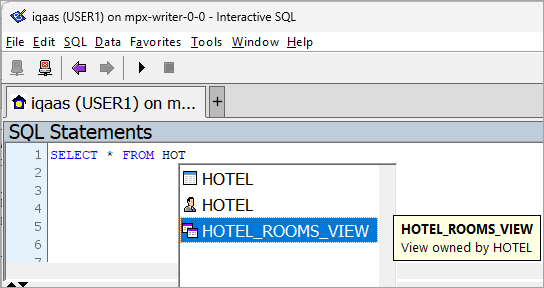 iqaas (USER1) on mpx-writer-0-0 - Interactive SQL
File Edit SQL Data Favorites Tools Window Help
iqaas (USER1) on m... +
SQL Statements
1 SELECT * FROM HOT
2
3 HOTEL
4 HOTEL
5 HOTEL_ROOMS_VIEW
6
7
HOTEL_ROOMS_VIEW
View owned by HOTEL